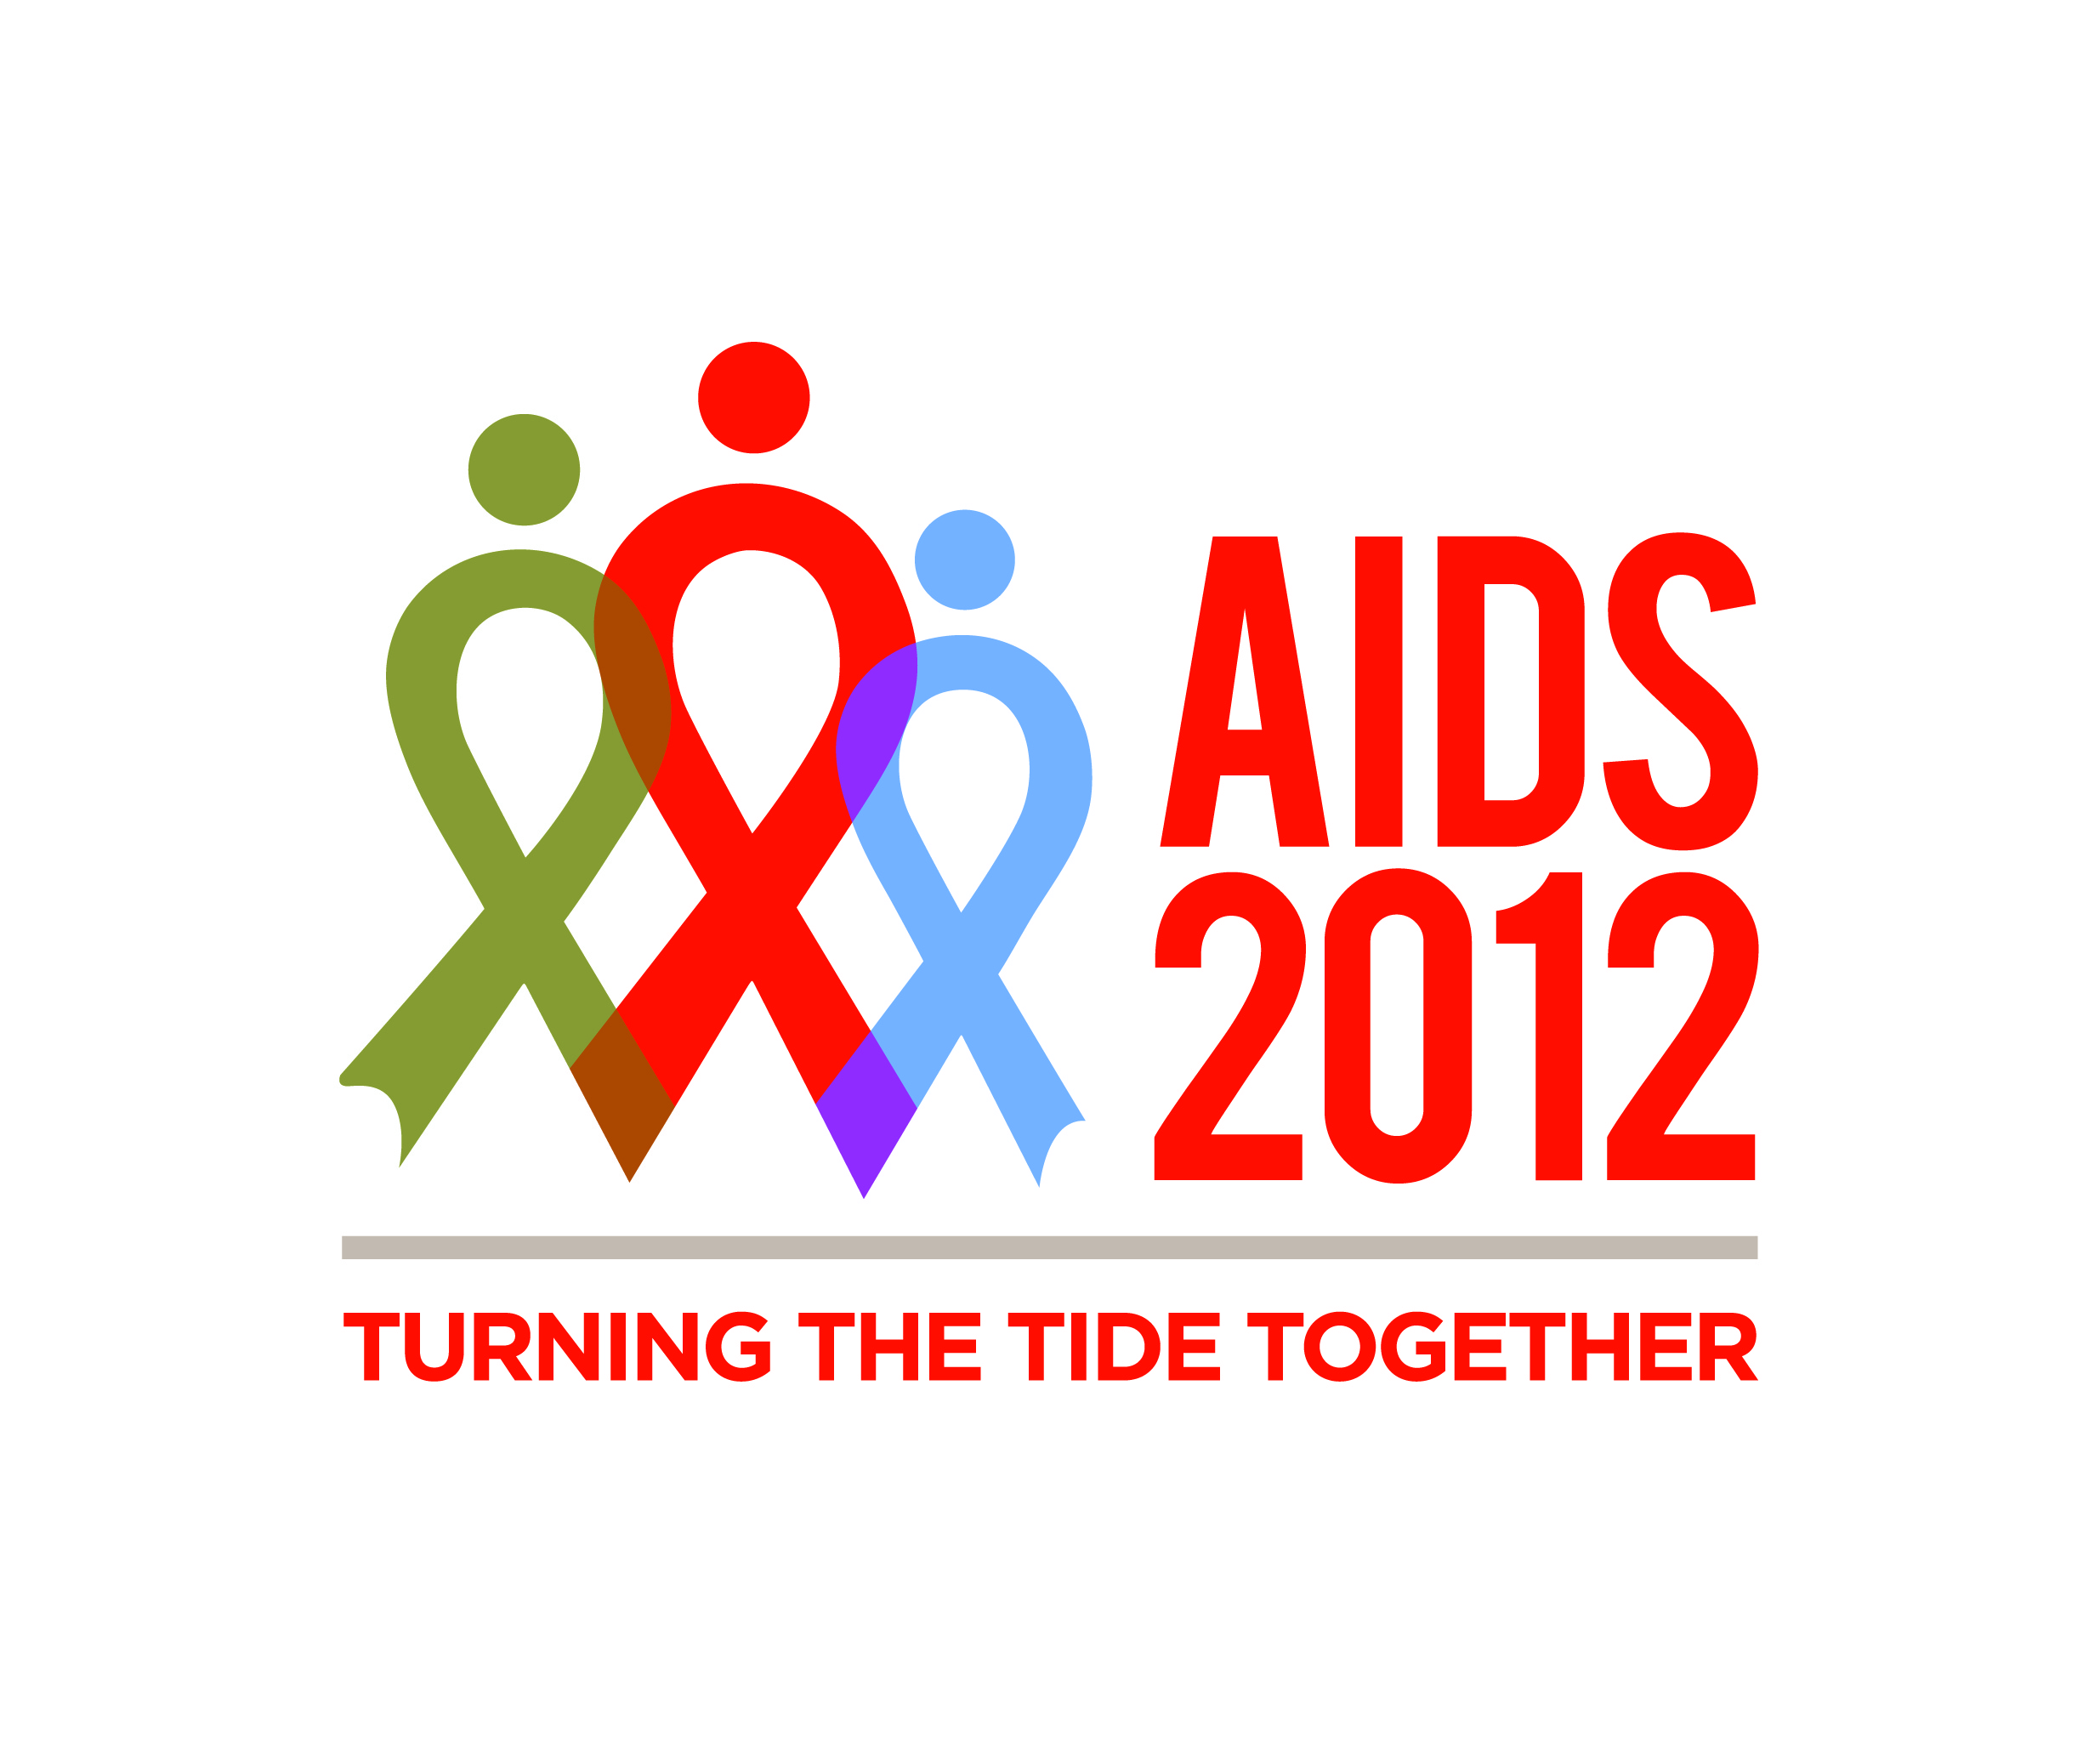 AIDS
2012
TURNING THE TIDE TOGETHER